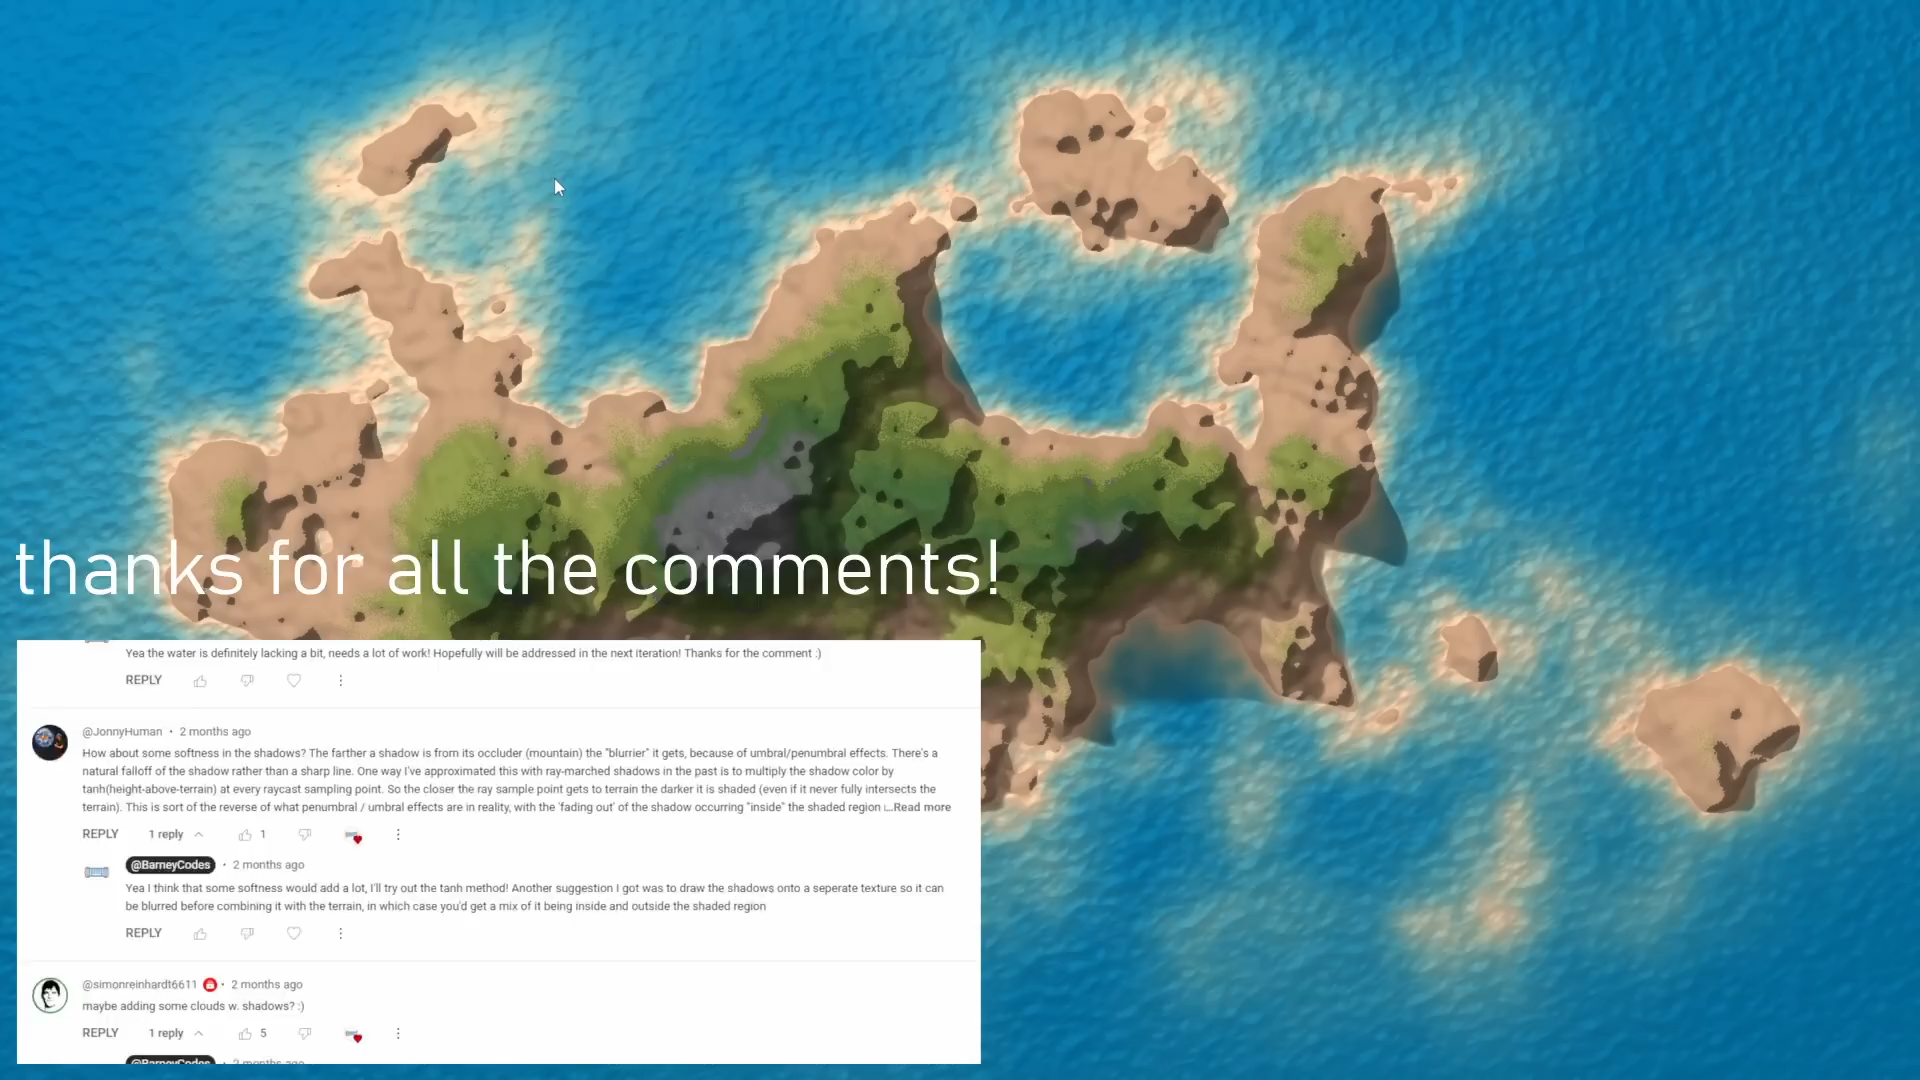 thanks for all the comments!
Yea the water is definitely lacking a bit, needs a lot of work! Hopefully will be addressed in the next iteration! Thanks for the comment :)
REPLY
@JonnyHuman • 2 months ago
How about some softness in the shadows? The farther a shadow is from its occluder (mountain) the "blurrier" it gets, because of umbral/penumbral effects. There's a
natural falloff of the shadow rather than a sharp line. One way I've approximated this with ray-marched shadows in the past is to multiply the shadow color by
tanh(height-above-terrain) at every raycast sampling point. So the closer the ray sample point gets to terrain the darker it is shaded (even if it never fully intersects the
terrain). This is sort of the reverse of what penumbral / umbral effects are in reality, with the 'fading out' of the shadow occurring "inside" the shaded region i...Read more
REPLY 1 reply 1
@BarneyCodes • 2 months ago
Yea I think that some softness would add a lot, I'll try out the tanh method! Another suggestion I got was to draw the shadows onto a seperate texture so it can
be blurred before combining it with the terrain, in which case you'd get a mix of it being inside and outside the shaded region
REPLY
@simonreinhardt6611 • 2 months ago
maybe adding some clouds w. shadows? :)
REPLY 1 reply 5
@BarneyCodes • 2 months ago